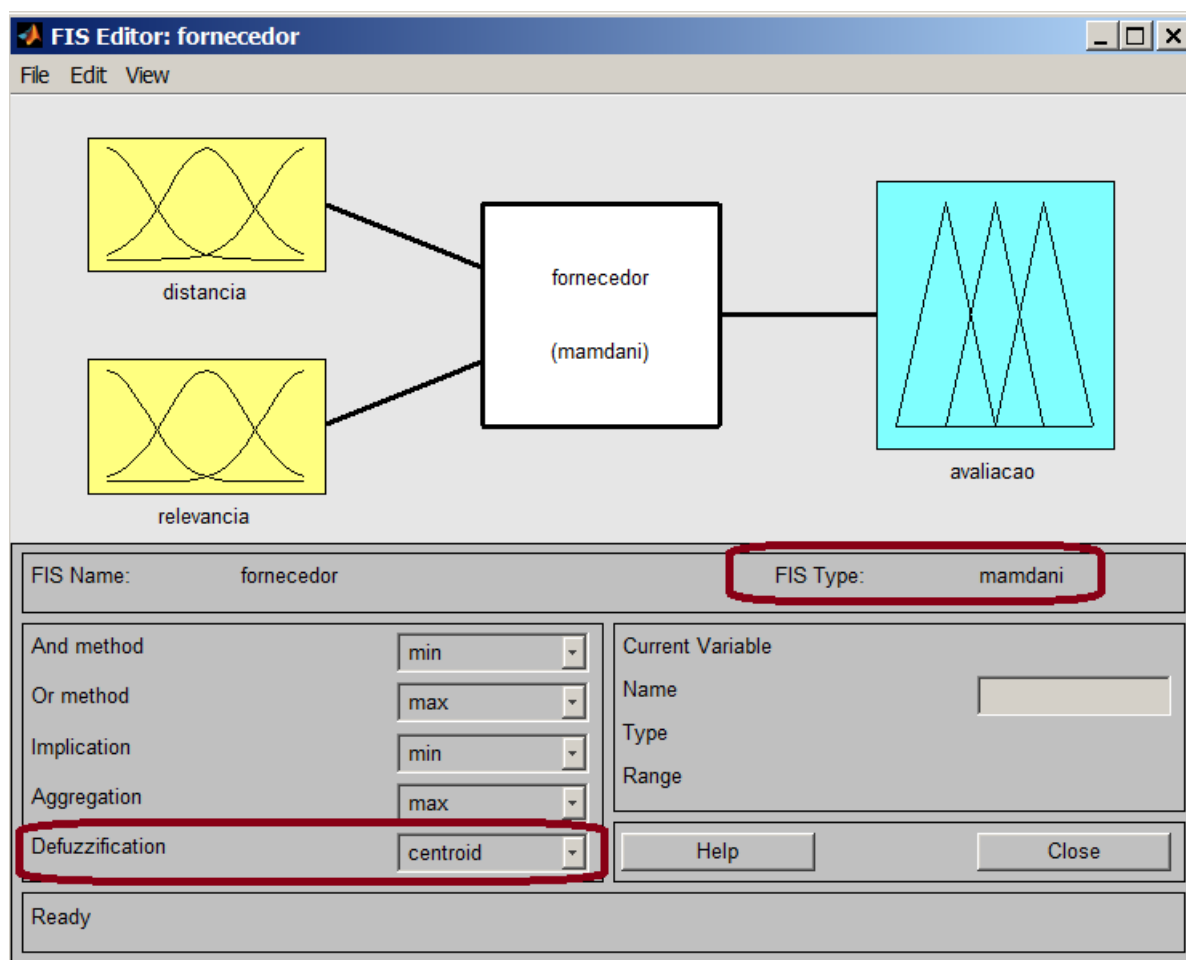 FIS Editor: fornecedor
File Edit View
distancia
relevancia
fornecedor
(mamdani)
avaliacao
FIS Name: fornecedor
FIS Type: mamdani
And method min
Or method max
Implication min
Aggregation max
Defuzzification centroid
Current Variable
Name
Type
Range
Help Close
Ready